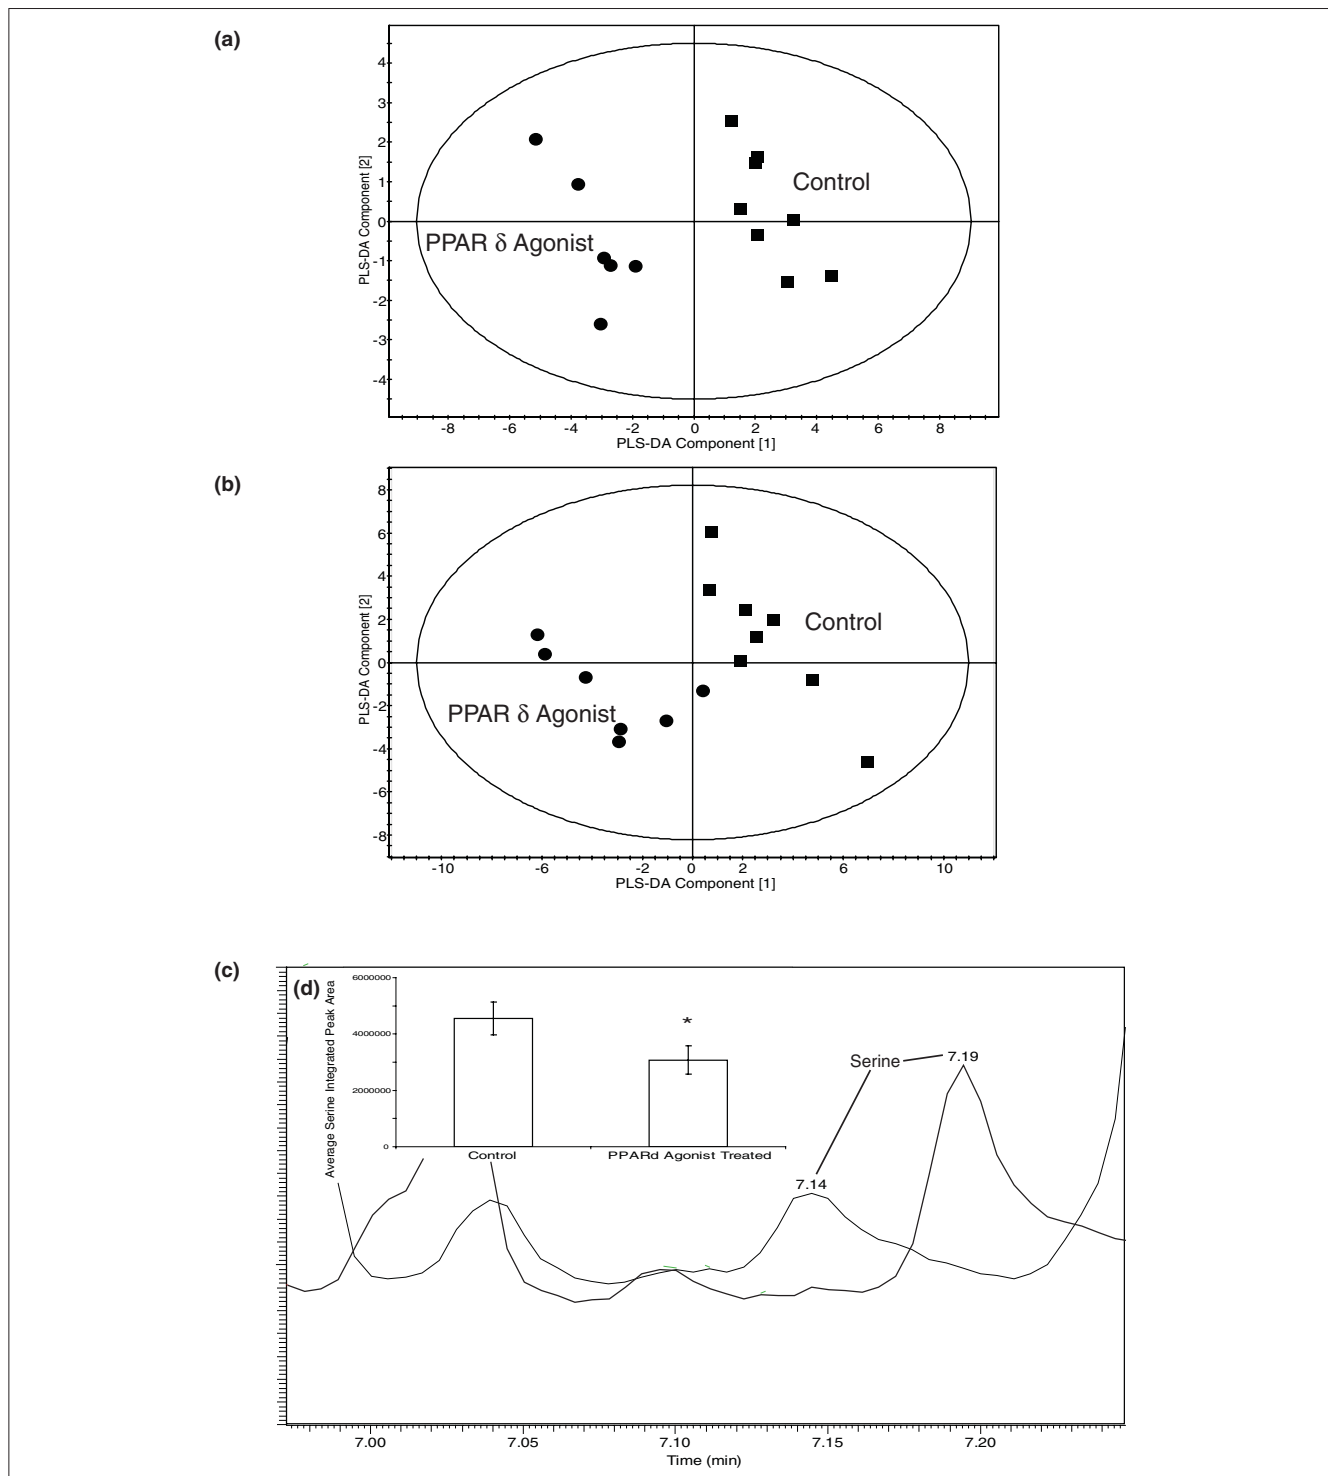 (a)
4
3
2
1
0
-1
-2
-3
-4
PLS-DA Component [2]
Control
PPAR δ Agonist
-8 -6 -4 -2 0 2 4 6 8
PLS-DA Component [1]
(b)
8
6
4
2
0
-2
-4
-6
-8
PLS-DA Component [2]
Control
PPAR δ Agonist
-10 -6 -2 0 2 6 10
PLS-DA Component [1]
(c)
(d)
Average Serine Integrated Peak Area
6000000
4000000
2000000
0
*
Control PPARd Agonist Treated
Serine
7.19
7.14
7.00 7.05 7.10 7.15 7.20
Time (min)